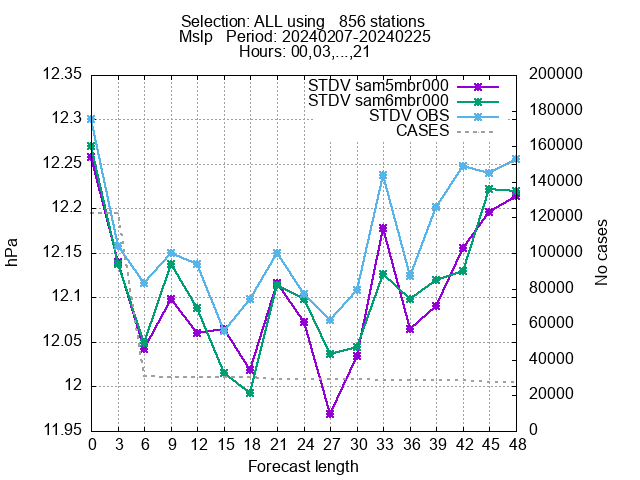 Selection: ALL using   856 stations
Mslp   Period: 20240207-20240225
Hours: 00,03,...,21
STDV sam5mbr000
STDV sam6mbr000
STDV OBS
CASES
hPa
12.35
12.3
12.25
12.2
12.15
12.1
12.05
12
11.95
No cases
200000
180000
160000
140000
120000
100000
80000
60000
40000
20000
0
0 3 6 9 12 15 18 21 24 27 30 33 36 39 42 45 48
Forecast length